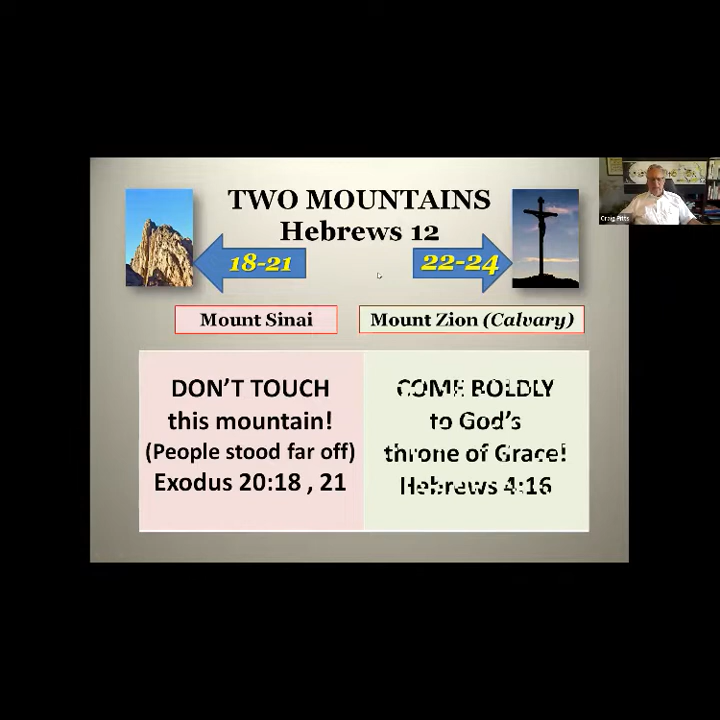 TWO MOUNTAINS
Hebrews 12
18-21
22-24
Craig Pitts
Mount Sinai
Mount Zion (Calvary)
DON'T TOUCH
this mountain!
(People stood far off)
Exodus 20:18 , 21
COME BOLDLY
to God's
throne of Grace!
Hebrews 4:16